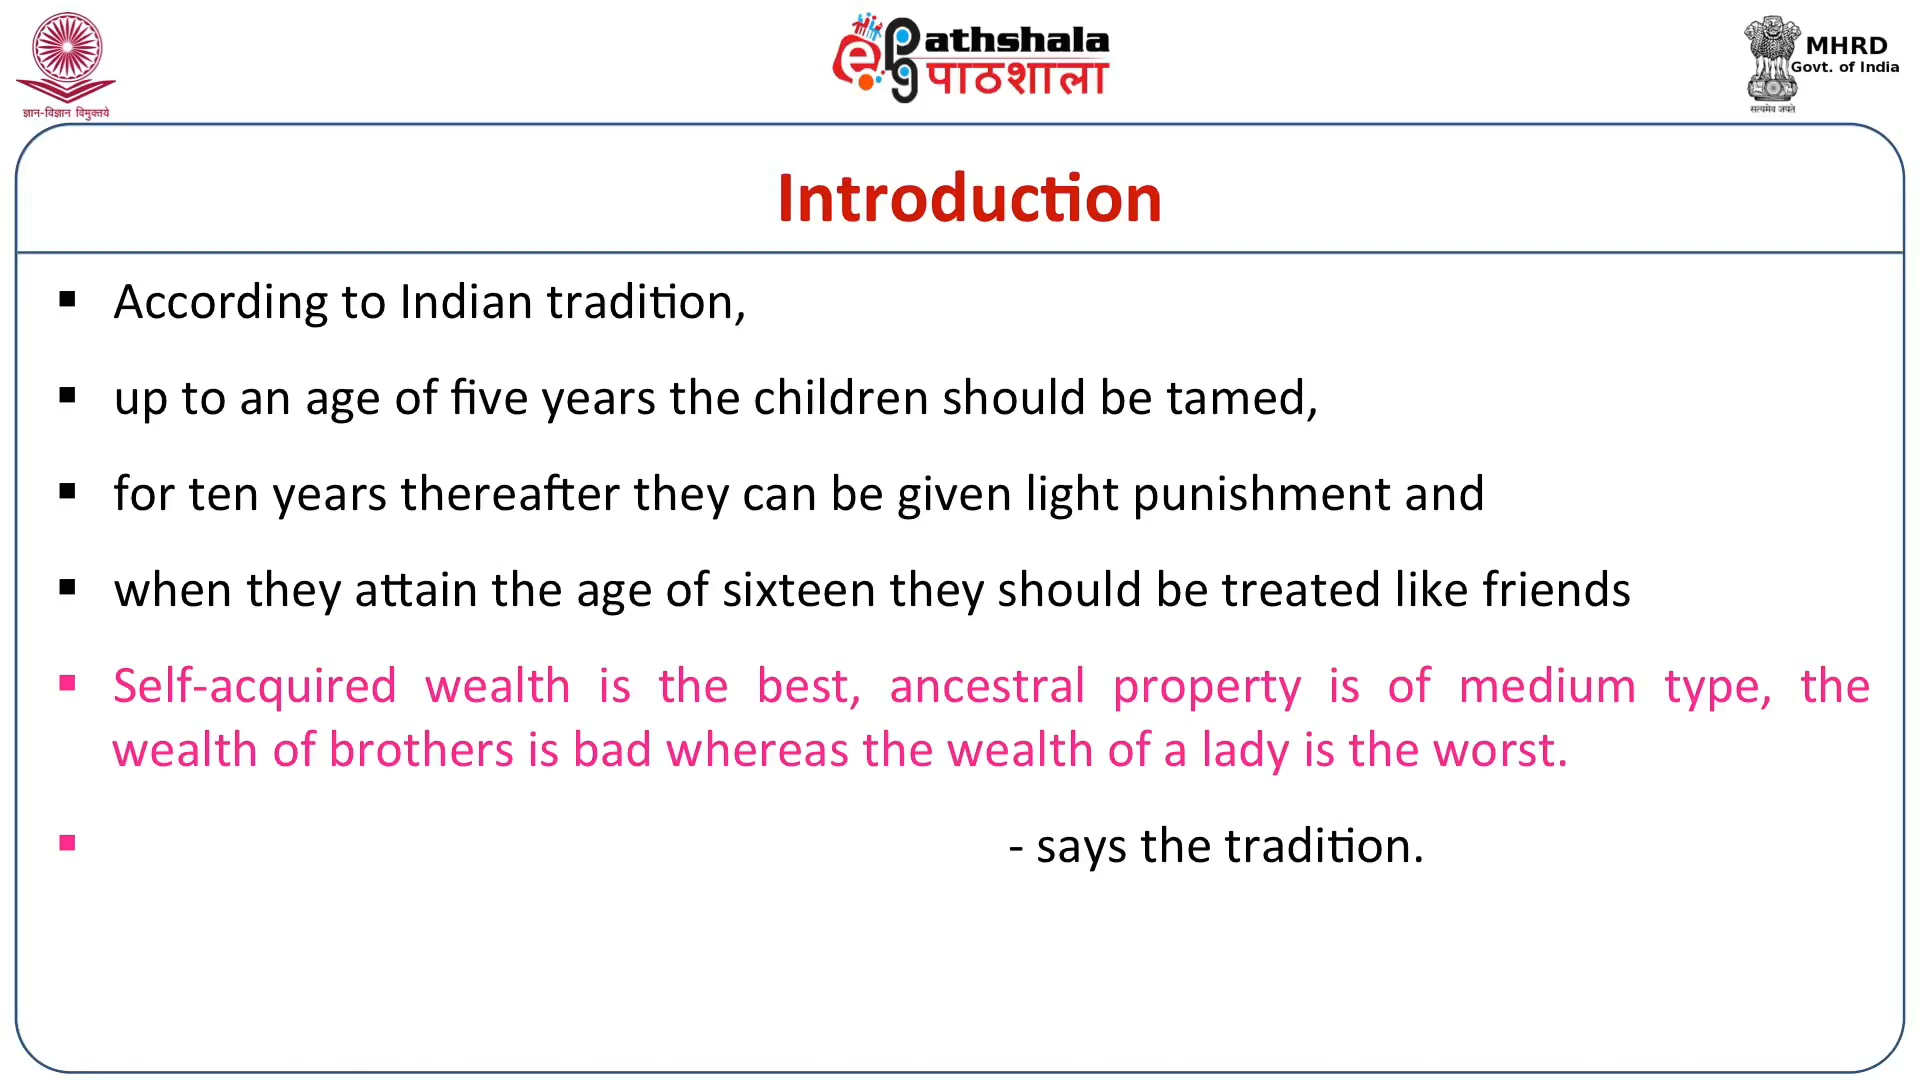 ज्ञान-विज्ञान विमुक्तये
ePathshala
पाठशाला
MHRD
Govt. of India
सत्यमेव जयते
Introduction
▪ According to Indian tradition,
▪ up to an age of five years the children should be tamed,
▪ for ten years thereafter they can be given light punishment and
▪ when they attain the age of sixteen they should be treated like friends
▪ Self-acquired wealth is the best, ancestral property is of medium type, the
wealth of brothers is bad whereas the wealth of a lady is the worst.
▪ - says the tradition.